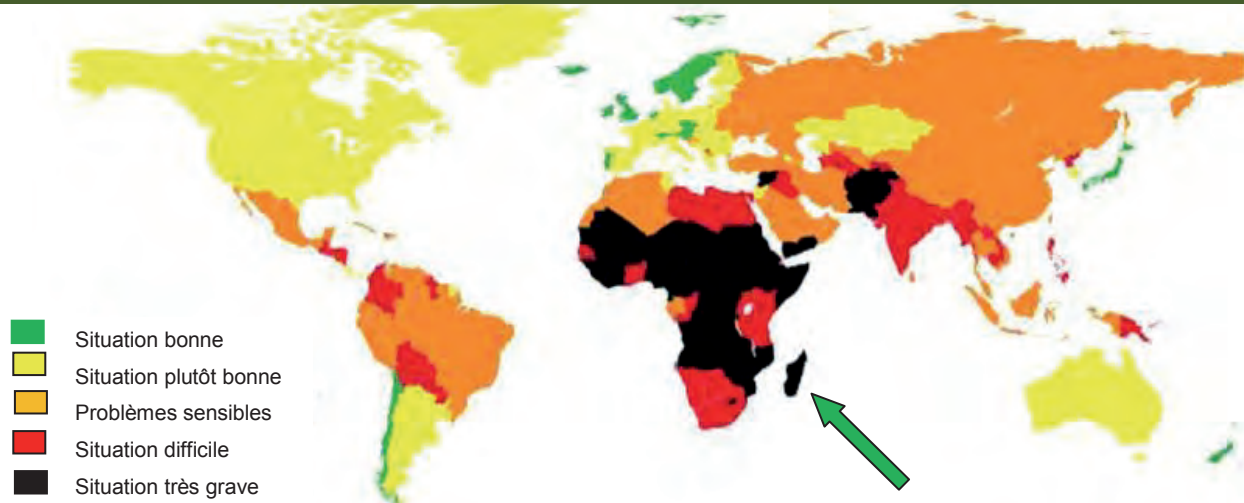 Situation bonne
Situation plutôt bonne
Problèmes sensibles
Situation difficile
Situation très grave